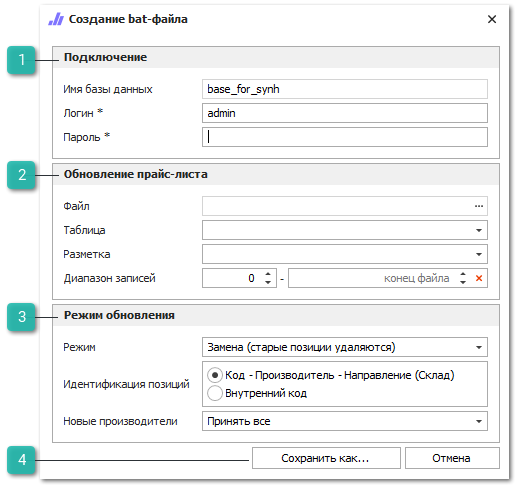 Создание bat-файла
1
Подключение
Имя базы данных base_for_synh
Логин * admin
Пароль *
2
Обновление прайс-листа
Файл ...
Таблица
Разметка
Диапазон записей 0 - конец файла
3
Режим обновления
Режим Замена (старые позиции удаляются)
Идентификация позиций
Код - Производитель - Направление (Склад)
Внутренний код
Новые производители Принять все
4
Сохранить как... Отмена